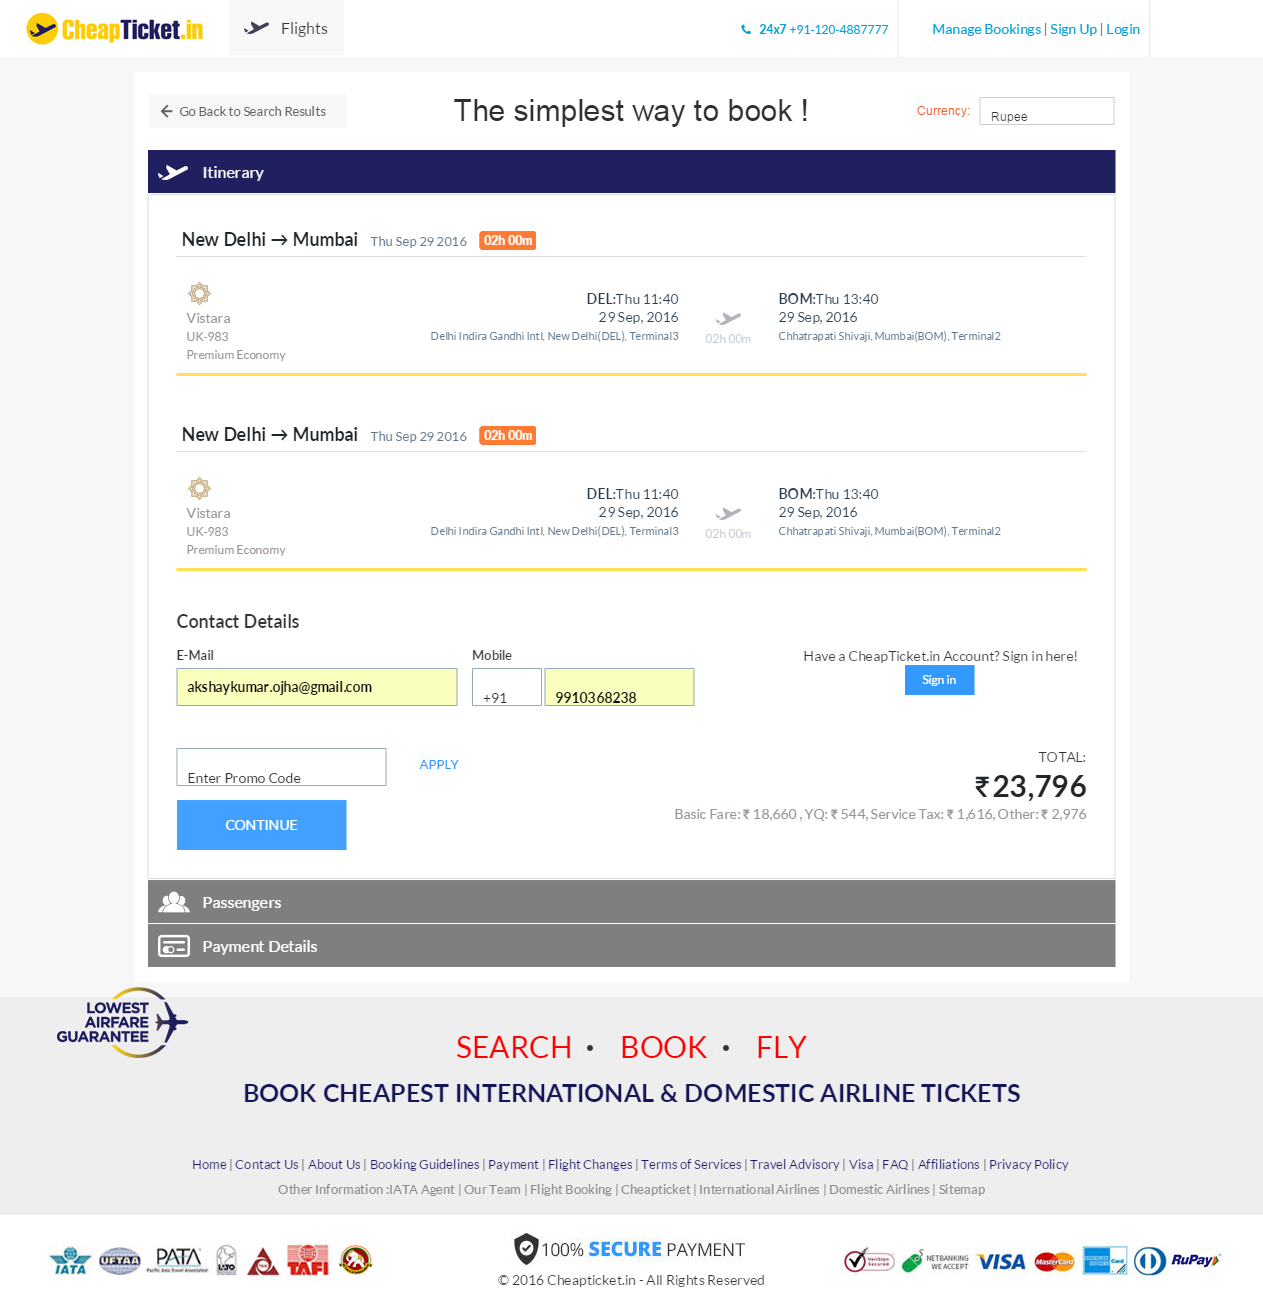 CheapTicket.in
Flights
24x7 +91-120-4887777
Manage Bookings | Sign Up | Login
Go Back to Search Results
The simplest way to book !
Currency:
Rupee
Itinerary
New Delhi → Mumbai Thu Sep 29 2016 02h 00m
Vistara
UK-983
Premium Economy
DEL:Thu 11:40
29 Sep, 2016
Delhi Indira Gandhi Intl, New Delhi(DEL), Terminal3
02h 00m
BOM:Thu 13:40
29 Sep, 2016
Chhatrapati Shivaji, Mumbai(BOM), Terminal2
New Delhi → Mumbai Thu Sep 29 2016 02h 00m
Vistara
UK-983
Premium Economy
DEL:Thu 11:40
29 Sep, 2016
Delhi Indira Gandhi Intl, New Delhi(DEL), Terminal3
02h 00m
BOM:Thu 13:40
29 Sep, 2016
Chhatrapati Shivaji, Mumbai(BOM), Terminal2
Contact Details
E-Mail
akshaykumar.ojha@gmail.com
Mobile
+91
9910368238
Have a CheapTicket.in Account? Sign in here!
Sign in
Enter Promo Code
APPLY
CONTINUE
TOTAL:
₹ 23,796
Basic Fare: ₹ 18,660 , YQ: ₹ 544, Service Tax: ₹ 1,616, Other: ₹ 2,976
Passengers
Payment Details
LOWEST
AIRFARE
GUARANTEE
SEARCH • BOOK • FLY
BOOK CHEAPEST INTERNATIONAL & DOMESTIC AIRLINE TICKETS
Home | Contact Us | About Us | Booking Guidelines | Payment | Flight Changes | Terms of Services | Travel Advisory | Visa | FAQ | Affiliations | Privacy Policy
Other Information :IATA Agent | Our Team | Flight Booking | Cheapticket | International Airlines | Domestic Airlines | Sitemap
IATA
UFTAA
PATA
Pacific Asia Travel Association
IATO
TAFI
100% SECURE PAYMENT
© 2016 Cheapticket.in - All Rights Reserved
VeriSign
Secured
NETBANKING
WE ACCEPT
VISA
MasterCard
Diners Club
RuPay